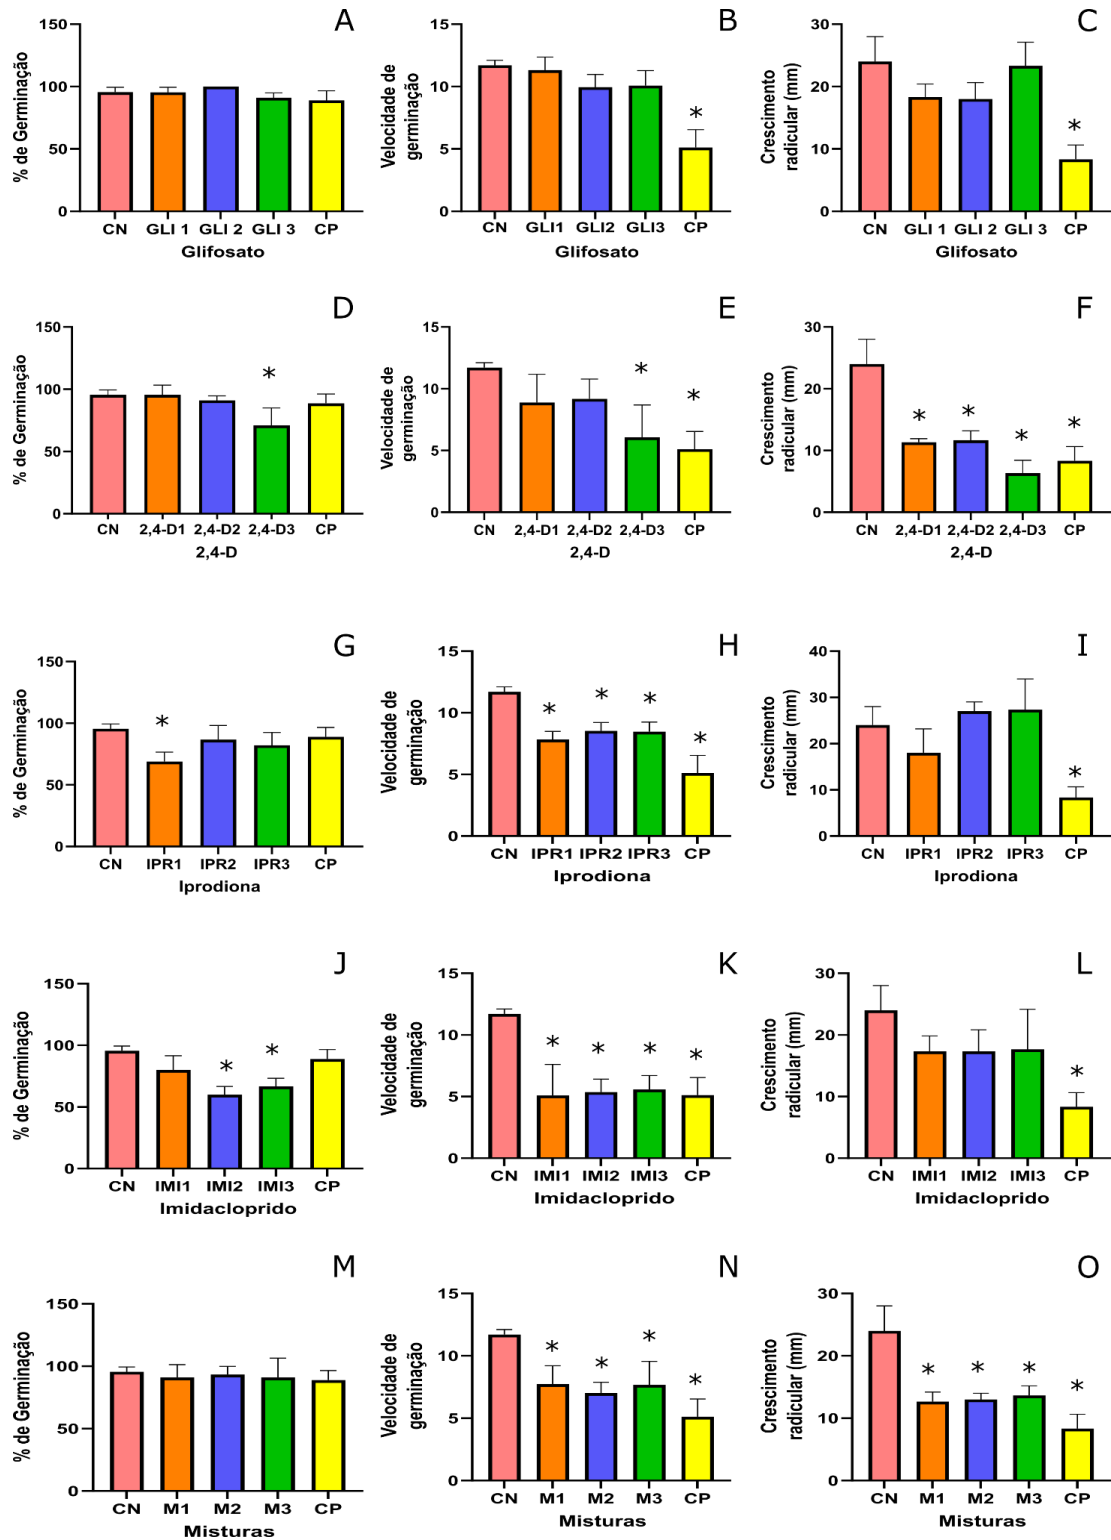 A
% de Germinação
150
100
50
0
CN GLI 1 GLI 2 GLI 3 CP
Glifosato
B
Velocidade de
germinação
15
10
5
0
*
CN GLI1 GLI2 GLI3 CP
Glifosato
C
Crescimento
radicular (mm)
30
20
10
0
*
CN GLI 1 GLI 2 GLI 3 CP
Glifosato
D
% de Germinação
150
100
50
0
*
CN 2,4-D1 2,4-D2 2,4-D3 CP
2,4-D
E
Velocidade de
germinação
15
10
5
0
* *
CN 2,4-D1 2,4-D2 2,4-D3 CP
2,4-D
F
Crescimento
radicular (mm)
30
20
10
0
* * * *
CN 2,4-D1 2,4-D2 2,4-D3 CP
2,4-D
G
% de Germinação
150
100
50
0
*
CN IPR1 IPR2 IPR3 CP
Iprodiona
H
Velocidade de
germinação
15
10
5
0
* * * *
CN IPR1 IPR2 IPR3 CP
Iprodiona
I
Crescimento
radicular (mm)
40
30
20
10
0
*
CN IPR1 IPR2 IPR3 CP
Iprodiona
J
% de Germinação
150
100
50
0
* *
CN IMI1 IMI2 IMI3 CP
Imidacloprido
K
Velocidade de
germinação
15
10
5
0
* * * *
CN IMI1 IMI2 IMI3 CP
Imidacloprido
L
Crescimento
radicular (mm)
30
20
10
0
*
CN IMI1 IMI2 IMI3 CP
Imidacloprido
M
% de Germinação
150
100
50
0
CN M1 M2 M3 CP
Misturas
N
Velocidade de
germinação
15
10
5
0
* * * *
CN M1 M2 M3 CP
Misturas
O
Crescimento
radicular (mm)
30
20
10
0
* * * *
CN M1 M2 M3 CP
Misturas